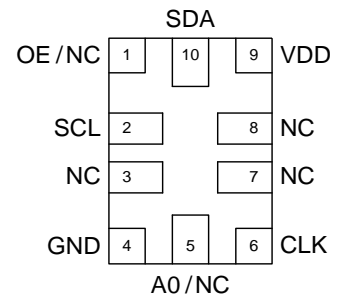 SDA
OE/NC 1 10 9 VDD
SCL 2 8 NC
NC 3 7 NC
GND 4 5 6 CLK
A0/NC